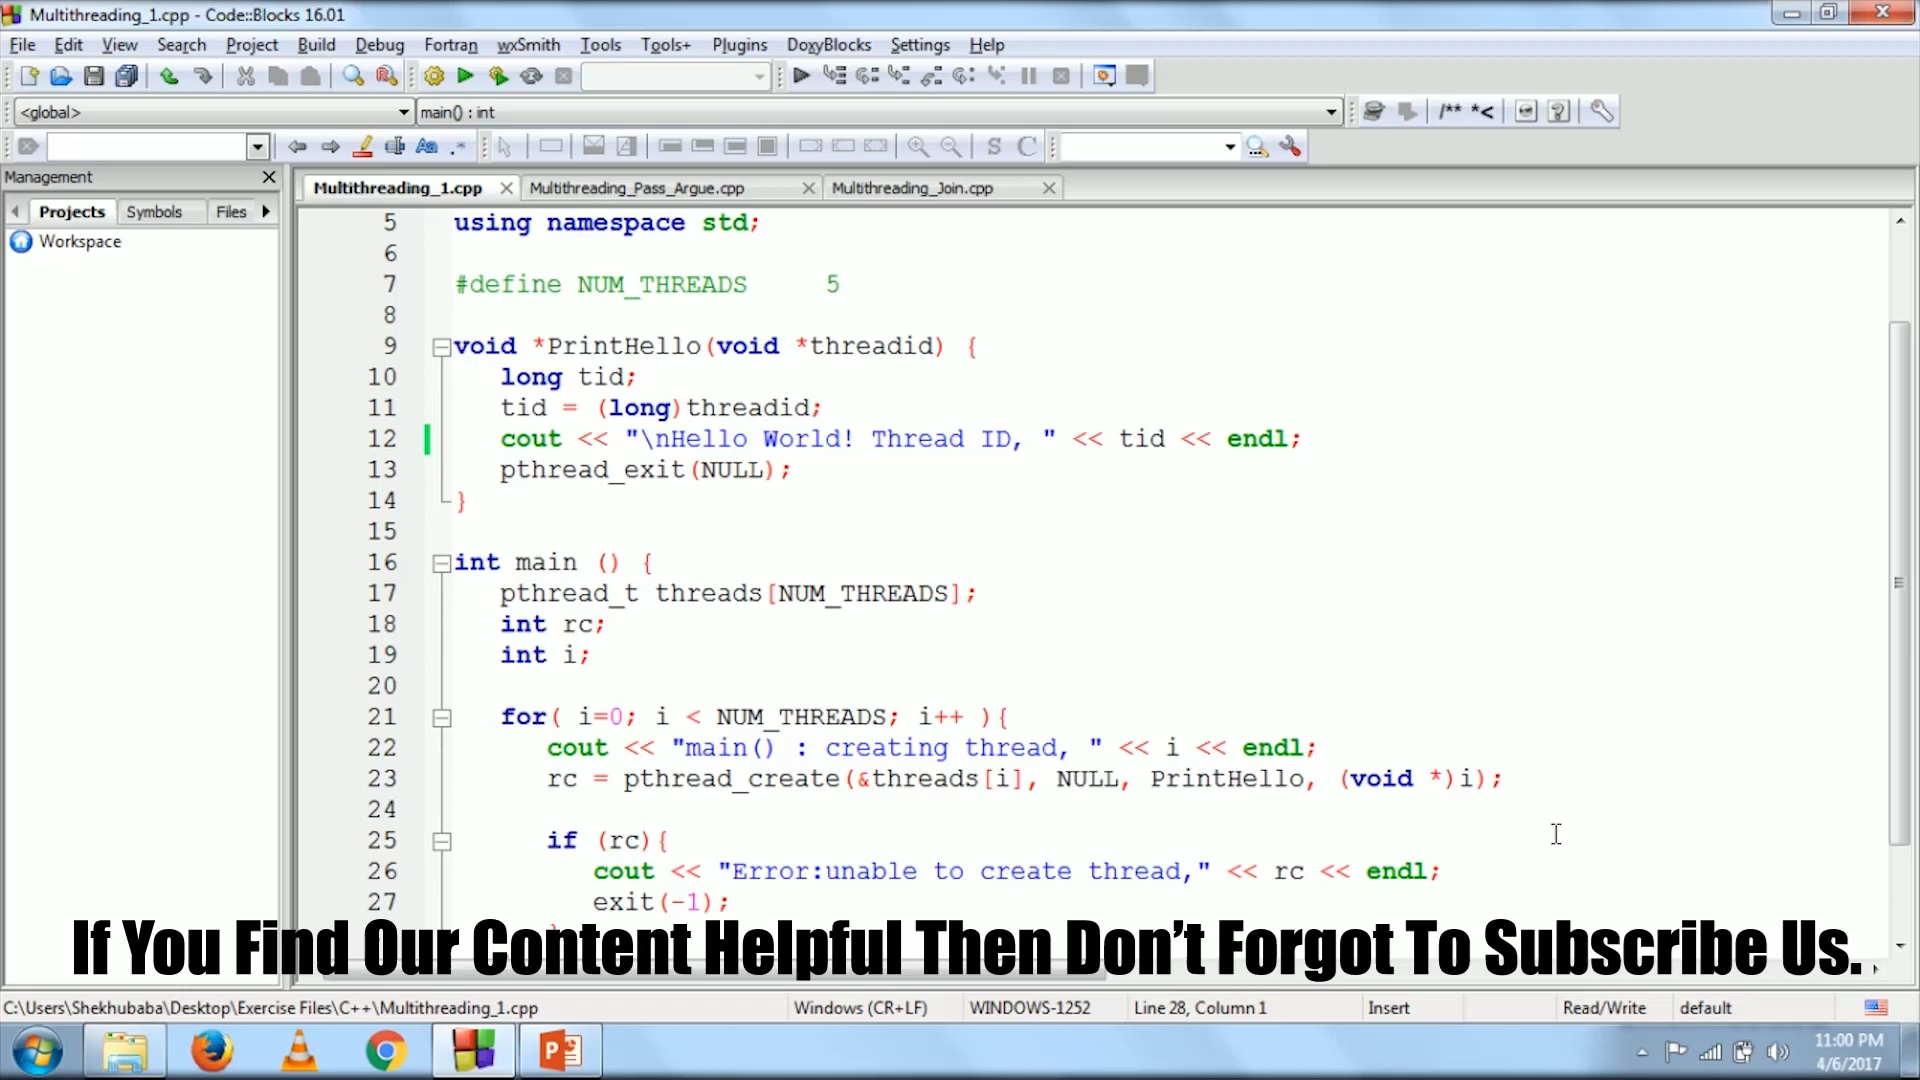 Multithreading_1.cpp - Code::Blocks 16.01
File Edit View Search Project Build Debug Fortran wxSmith Tools Tools+ Plugins DoxyBlocks Settings Help
<global> main() : int /** *<
S C
Management
Multithreading_1.cpp Multithreading_Pass_Argue.cpp Multithreading_Join.cpp
Projects Symbols Files
Workspace
5 using namespace std;
6
7 #define NUM_THREADS 5
8
9 void *PrintHello(void *threadid) {
10 long tid;
11 tid = (long)threadid;
12 cout << "\nHello World! Thread ID, " << tid << endl;
13 pthread_exit(NULL);
14 }
15
16 int main () {
17 pthread_t threads[NUM_THREADS];
18 int rc;
19 int i;
20
21 for( i=0; i < NUM_THREADS; i++ ){
22 cout << "main() : creating thread, " << i << endl;
23 rc = pthread_create(&threads[i], NULL, PrintHello, (void *)i);
24
25 if (rc){
26 cout << "Error:unable to create thread," << rc << endl;
27 exit(-1);
If You Find Our Content Helpful Then Don't Forgot To Subscribe Us.
C:\Users\Shekhubaba\Desktop\Exercise Files\C++\Multithreading_1.cpp Windows (CR+LF) WINDOWS-1252 Line 28, Column 1 Insert Read/Write default
11:00 PM
4/6/2017